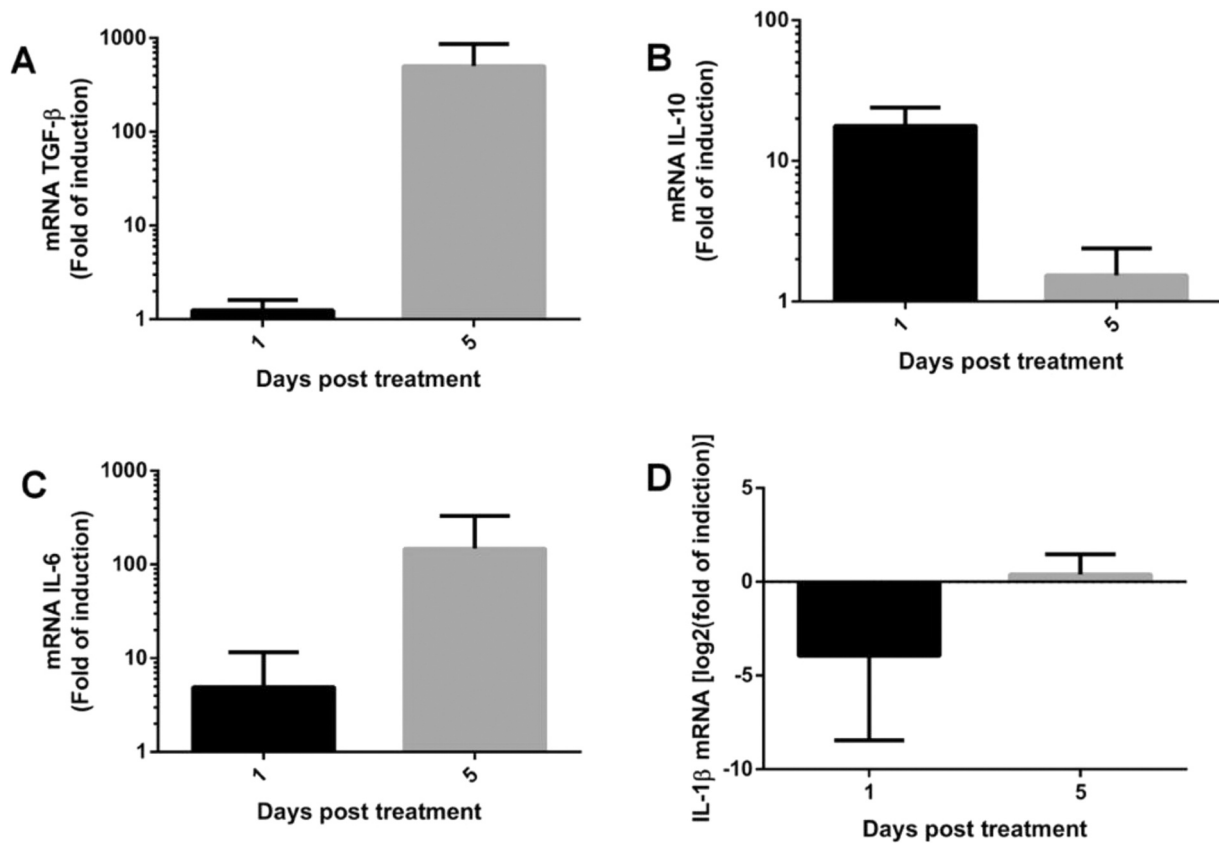 A
mRNA TGF-β
(Fold of induction)
1000
100
10
1
1
5
Days post treatment
B
mRNA IL-10
(Fold of induction)
100
10
1
1
5
Days post treatment
C
mRNA IL-6
(Fold of induction)
1000
100
10
1
1
5
Days post treatment
D
IL-1β mRNA [log2(fold of indiction)]
5
0
-5
-10
1
5
Days post treatment